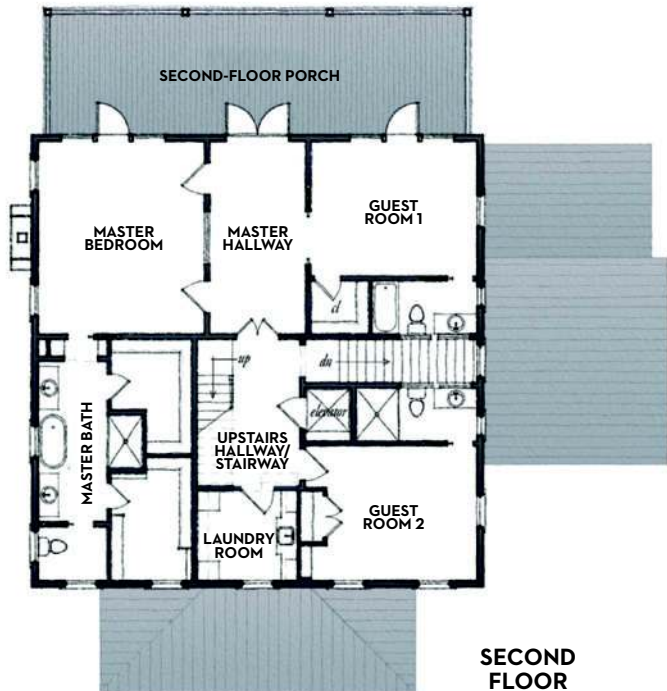 SECOND-FLOOR PORCH
MASTER
BEDROOM
MASTER
HALLWAY
GUEST
ROOM 1
cl
up
dn
elevator
MASTER BATH
UPSTAIRS
HALLWAY/
STAIRWAY
GUEST
ROOM 2
LAUNDRY
ROOM
SECOND
FLOOR